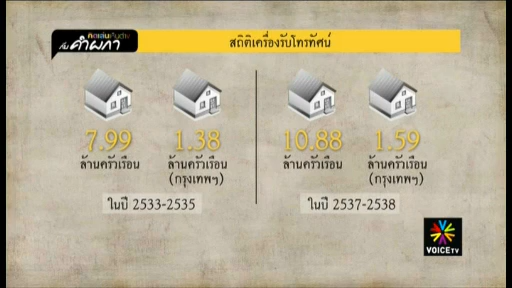 คิดเล่นเห็นต่าง
กับ คำ ผกา
สถิติเครื่องรับโทรทัศน์
7.99
ล้านครัวเรือน
1.38
ล้านครัวเรือน
(กรุงเทพฯ)
ในปี 2533-2535
10.88
ล้านครัวเรือน
1.59
ล้านครัวเรือน
(กรุงเทพฯ)
ในปี 2537-2538
VOICE TV